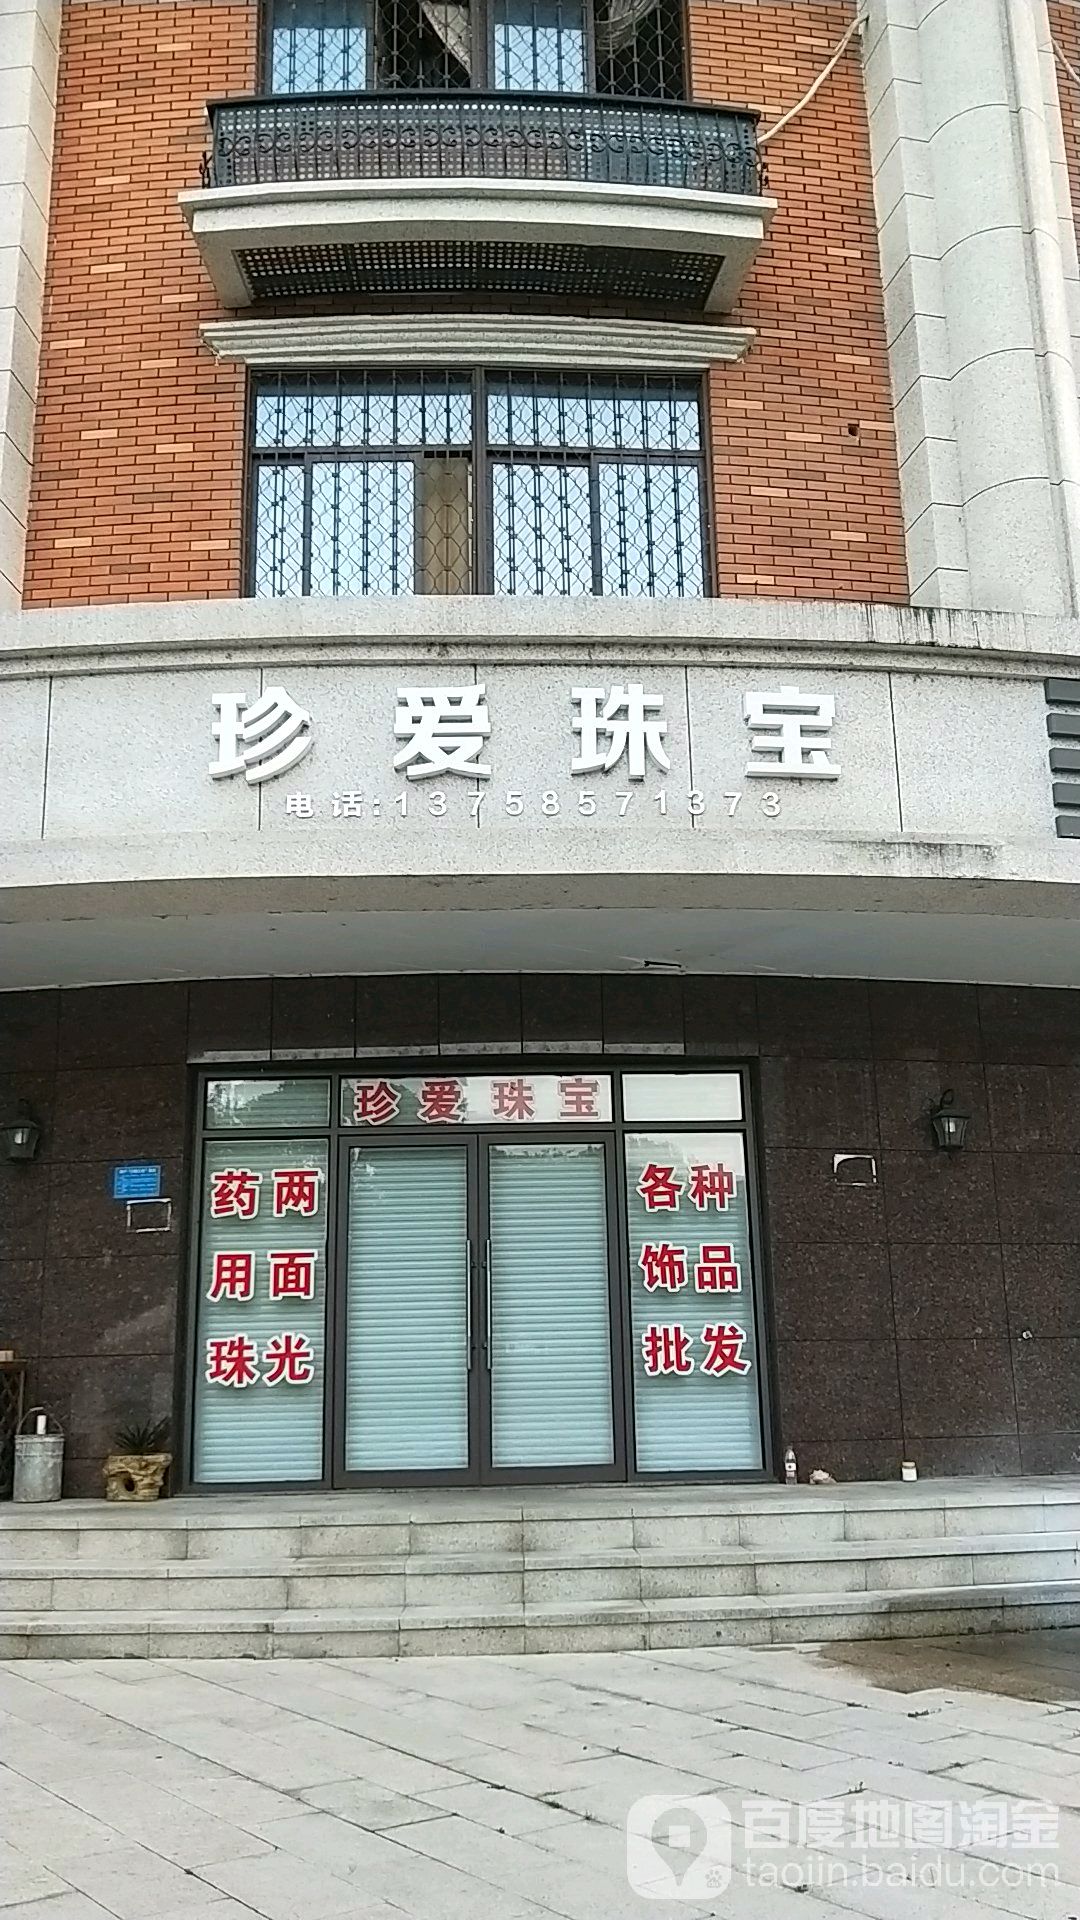 珍爱珠宝
电话:13758571373
珍爱珠宝
药两
用面
珠光
各种
饰品
批发
百度地图淘金
taojin.baidu.com